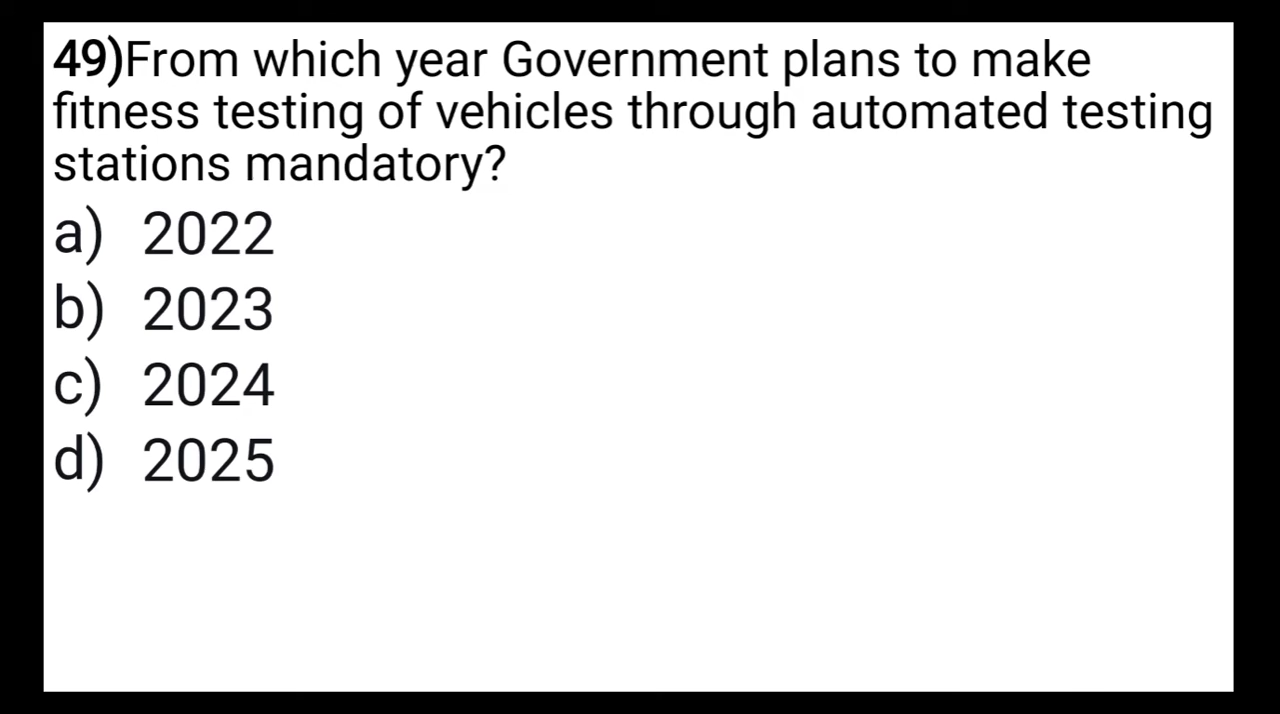 49)From which year Government plans to make
fitness testing of vehicles through automated testing
stations mandatory?
a) 2022
b) 2023
c) 2024
d) 2025